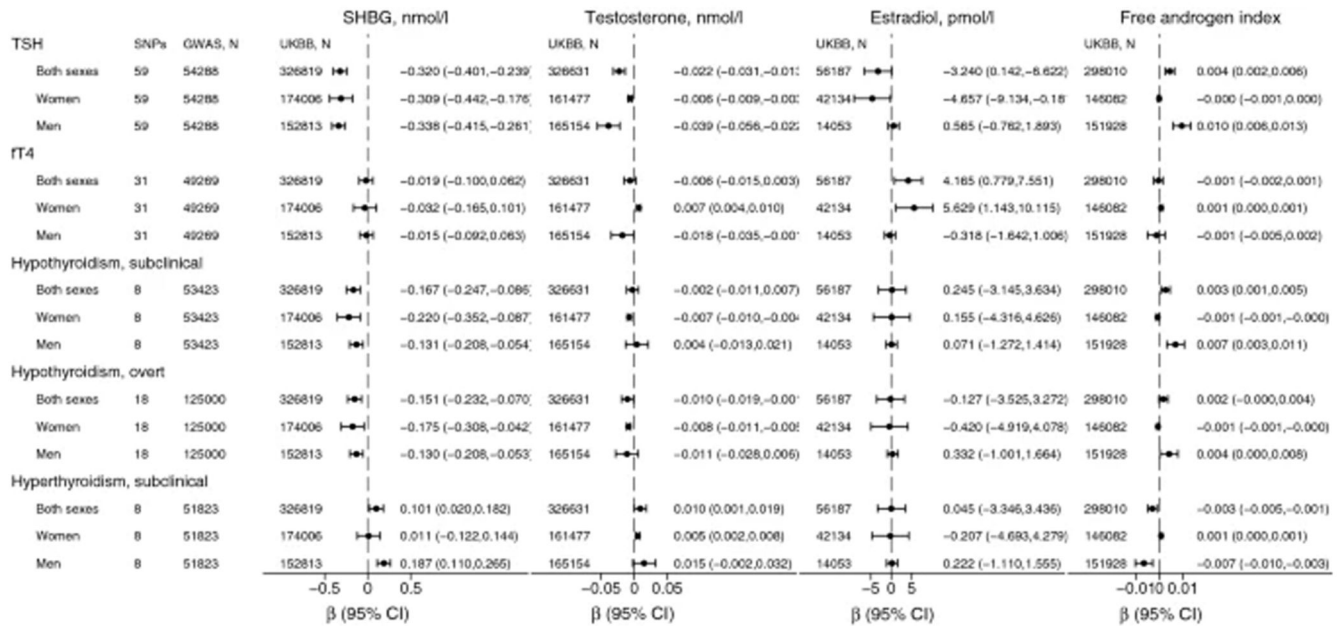 SHBG, nmol/l Testosterone, nmol/l Estradiol, pmol/l Free androgen index
TSH SNPs GWAS, N UKBB, N UKBB, N UKBB, N UKBB, N
Both sexes 59 54288 326819 −0.320 (−0.401,−0.239) 326631 −0.022 (−0.031,−0.01 56187 −3.240 (0.142,−6.622) 298010 0.004 (0.002,0.006)
Women 59 54288 174006 −0.309 (−0.442,−0.176 161477 −0.006 (−0.009,−0.00 42134 −4.657 (−9.134,−0.18 146082 −0.000 (−0.001,0.000)
Men 59 54288 152813 −0.338 (−0.415,−0.261 165154 −0.039 (−0.056,−0.02 14053 0.565 (−0.762,1.893) 151928 0.010 (0.006,0.013)
fT4
Both sexes 31 49269 326819 −0.019 (−0.100,0.062) 326631 −0.006 (−0.015,0.003) 56187 4.165 (0.779,7.551) 298010 −0.001 (−0.002,0.001)
Women 31 49269 174006 −0.032 (−0.165,0.101) 161477 0.007 (0.004,0.010) 42134 5.629 (1.143,10.115) 146082 0.001 (0.000,0.001)
Men 31 49269 152813 −0.015 (−0.092,0.063) 165154 −0.018 (−0.035,−0.00 14053 −0.318 (−1.642,1.006) 151928 −0.001 (−0.005,0.002)
Hypothyroidism, subclinical
Both sexes 8 53423 326819 −0.167 (−0.247,−0.086 326631 −0.002 (−0.011,0.007) 56187 0.245 (−3.145,3.634) 298010 0.003 (0.001,0.005)
Women 8 53423 174006 −0.220 (−0.352,−0.087 161477 −0.007 (−0.010,−0.00 42134 0.155 (−4.316,4.626) 146082 −0.001 (−0.001,−0.000)
Men 8 53423 152813 −0.131 (−0.208,−0.054 165154 0.004 (−0.013,0.021) 14053 0.071 (−1.272,1.414) 151928 0.007 (0.003,0.011)
Hypothyroidism, overt
Both sexes 18 125000 326819 −0.151 (−0.232,−0.070 326631 −0.010 (−0.019,−0.00 56187 −0.127 (−3.525,3.272) 298010 0.002 (−0.000,0.004)
Women 18 125000 174006 −0.175 (−0.308,−0.042 161477 −0.008 (−0.011,−0.00 42134 −0.420 (−4.919,4.078) 146082 −0.001 (−0.001,−0.000)
Men 18 125000 152813 −0.130 (−0.208,−0.053 165154 −0.011 (−0.028,0.006) 14053 0.332 (−1.001,1.664) 151928 0.004 (0.000,0.008)
Hyperthyroidism, subclinical
Both sexes 8 51823 326819 0.101 (0.020,0.182) 326631 0.010 (0.001,0.019) 56187 0.045 (−3.346,3.436) 298010 −0.003 (−0.005,−0.001)
Women 8 51823 174006 0.011 (−0.122,0.144) 161477 0.005 (0.002,0.008) 42134 −0.207 (−4.693,4.279) 146082 0.001 (0.000,0.001)
Men 8 51823 152813 0.187 (0.110,0.265) 165154 0.015 (−0.002,0.032) 14053 0.222 (−1.110,1.555) 151928 −0.007 (−0.010,−0.003)
−0.5 0 0.5 −0.05 0 0.05 −5 0 5 −0.010 0.01
β (95% CI) β (95% CI) β (95% CI) β (95% CI)